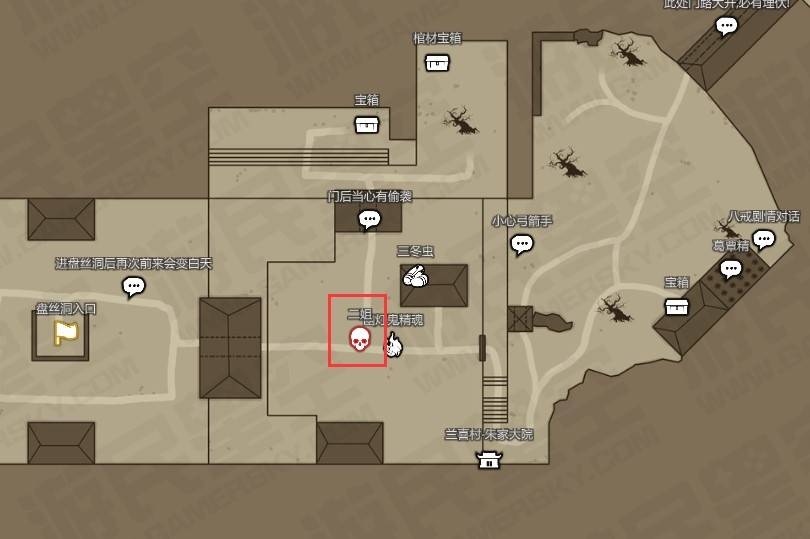 此处门路大开,必有埋伏!
棺材宝箱
宝箱
门后当心有偷袭
八戒剧情对话
小心弓箭手
葛蕈精
三冬虫
进盘丝洞后再次前来会变白天
宝箱
盘丝洞入口
二姐
鬼精魂
兰喜村-朱家大院